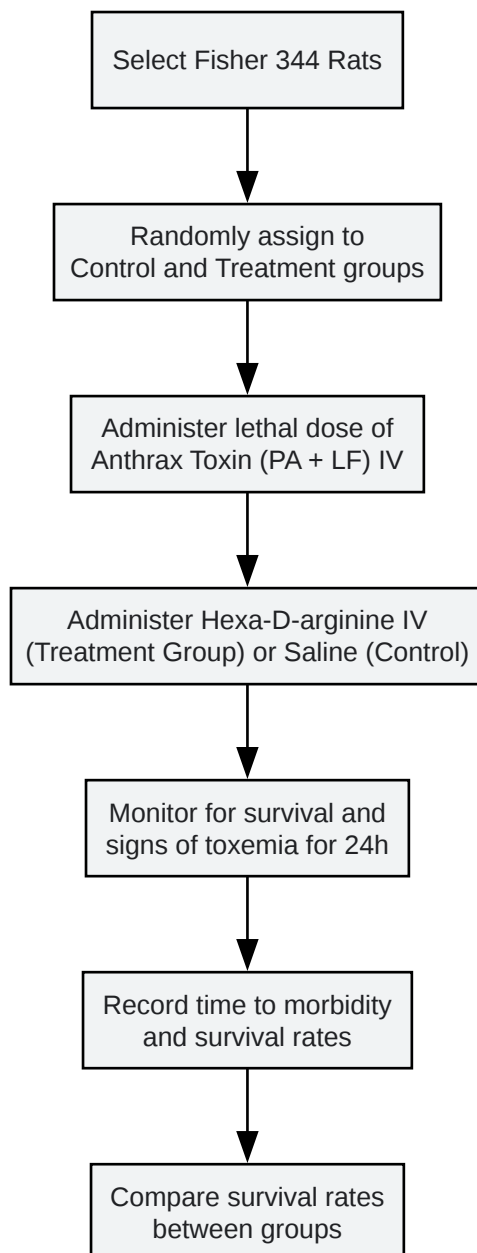 Select Fisher 344 Rats
Randomly assign to
Control and Treatment groups
Administer lethal dose of
Anthrax Toxin (PA + LF) IV
Administer Hexa-D-arginine IV
(Treatment Group) or Saline (Control)
Monitor for survival and
signs of toxemia for 24h
Record time to morbidity
and survival rates
Compare survival rates
between groups